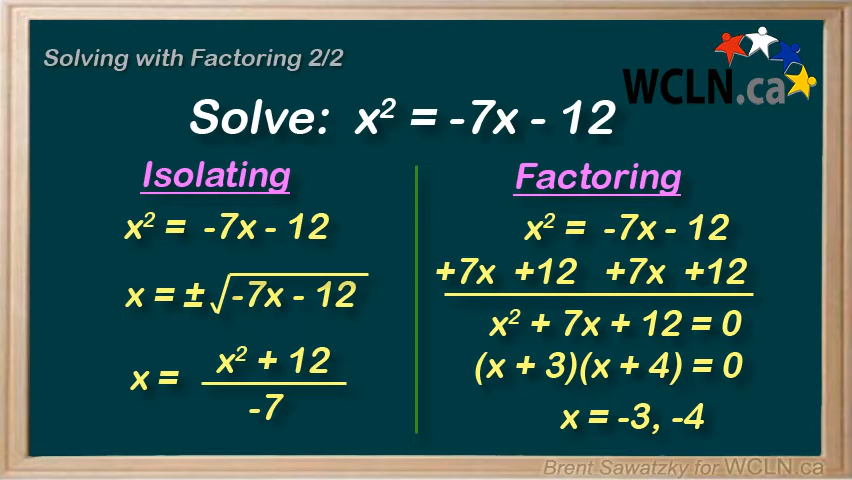 Solving with Factoring 2/2
WCLN.ca
Solve: x² = -7x - 12
Isolating
x² = -7x - 12
x = ± √-7x - 12
x = x² + 12
-7
Factoring
x² = -7x - 12
+7x +12 +7x +12
x² + 7x + 12 = 0
(x + 3)(x + 4) = 0
x = -3, -4
Brent Sawatzky for WCLN.ca